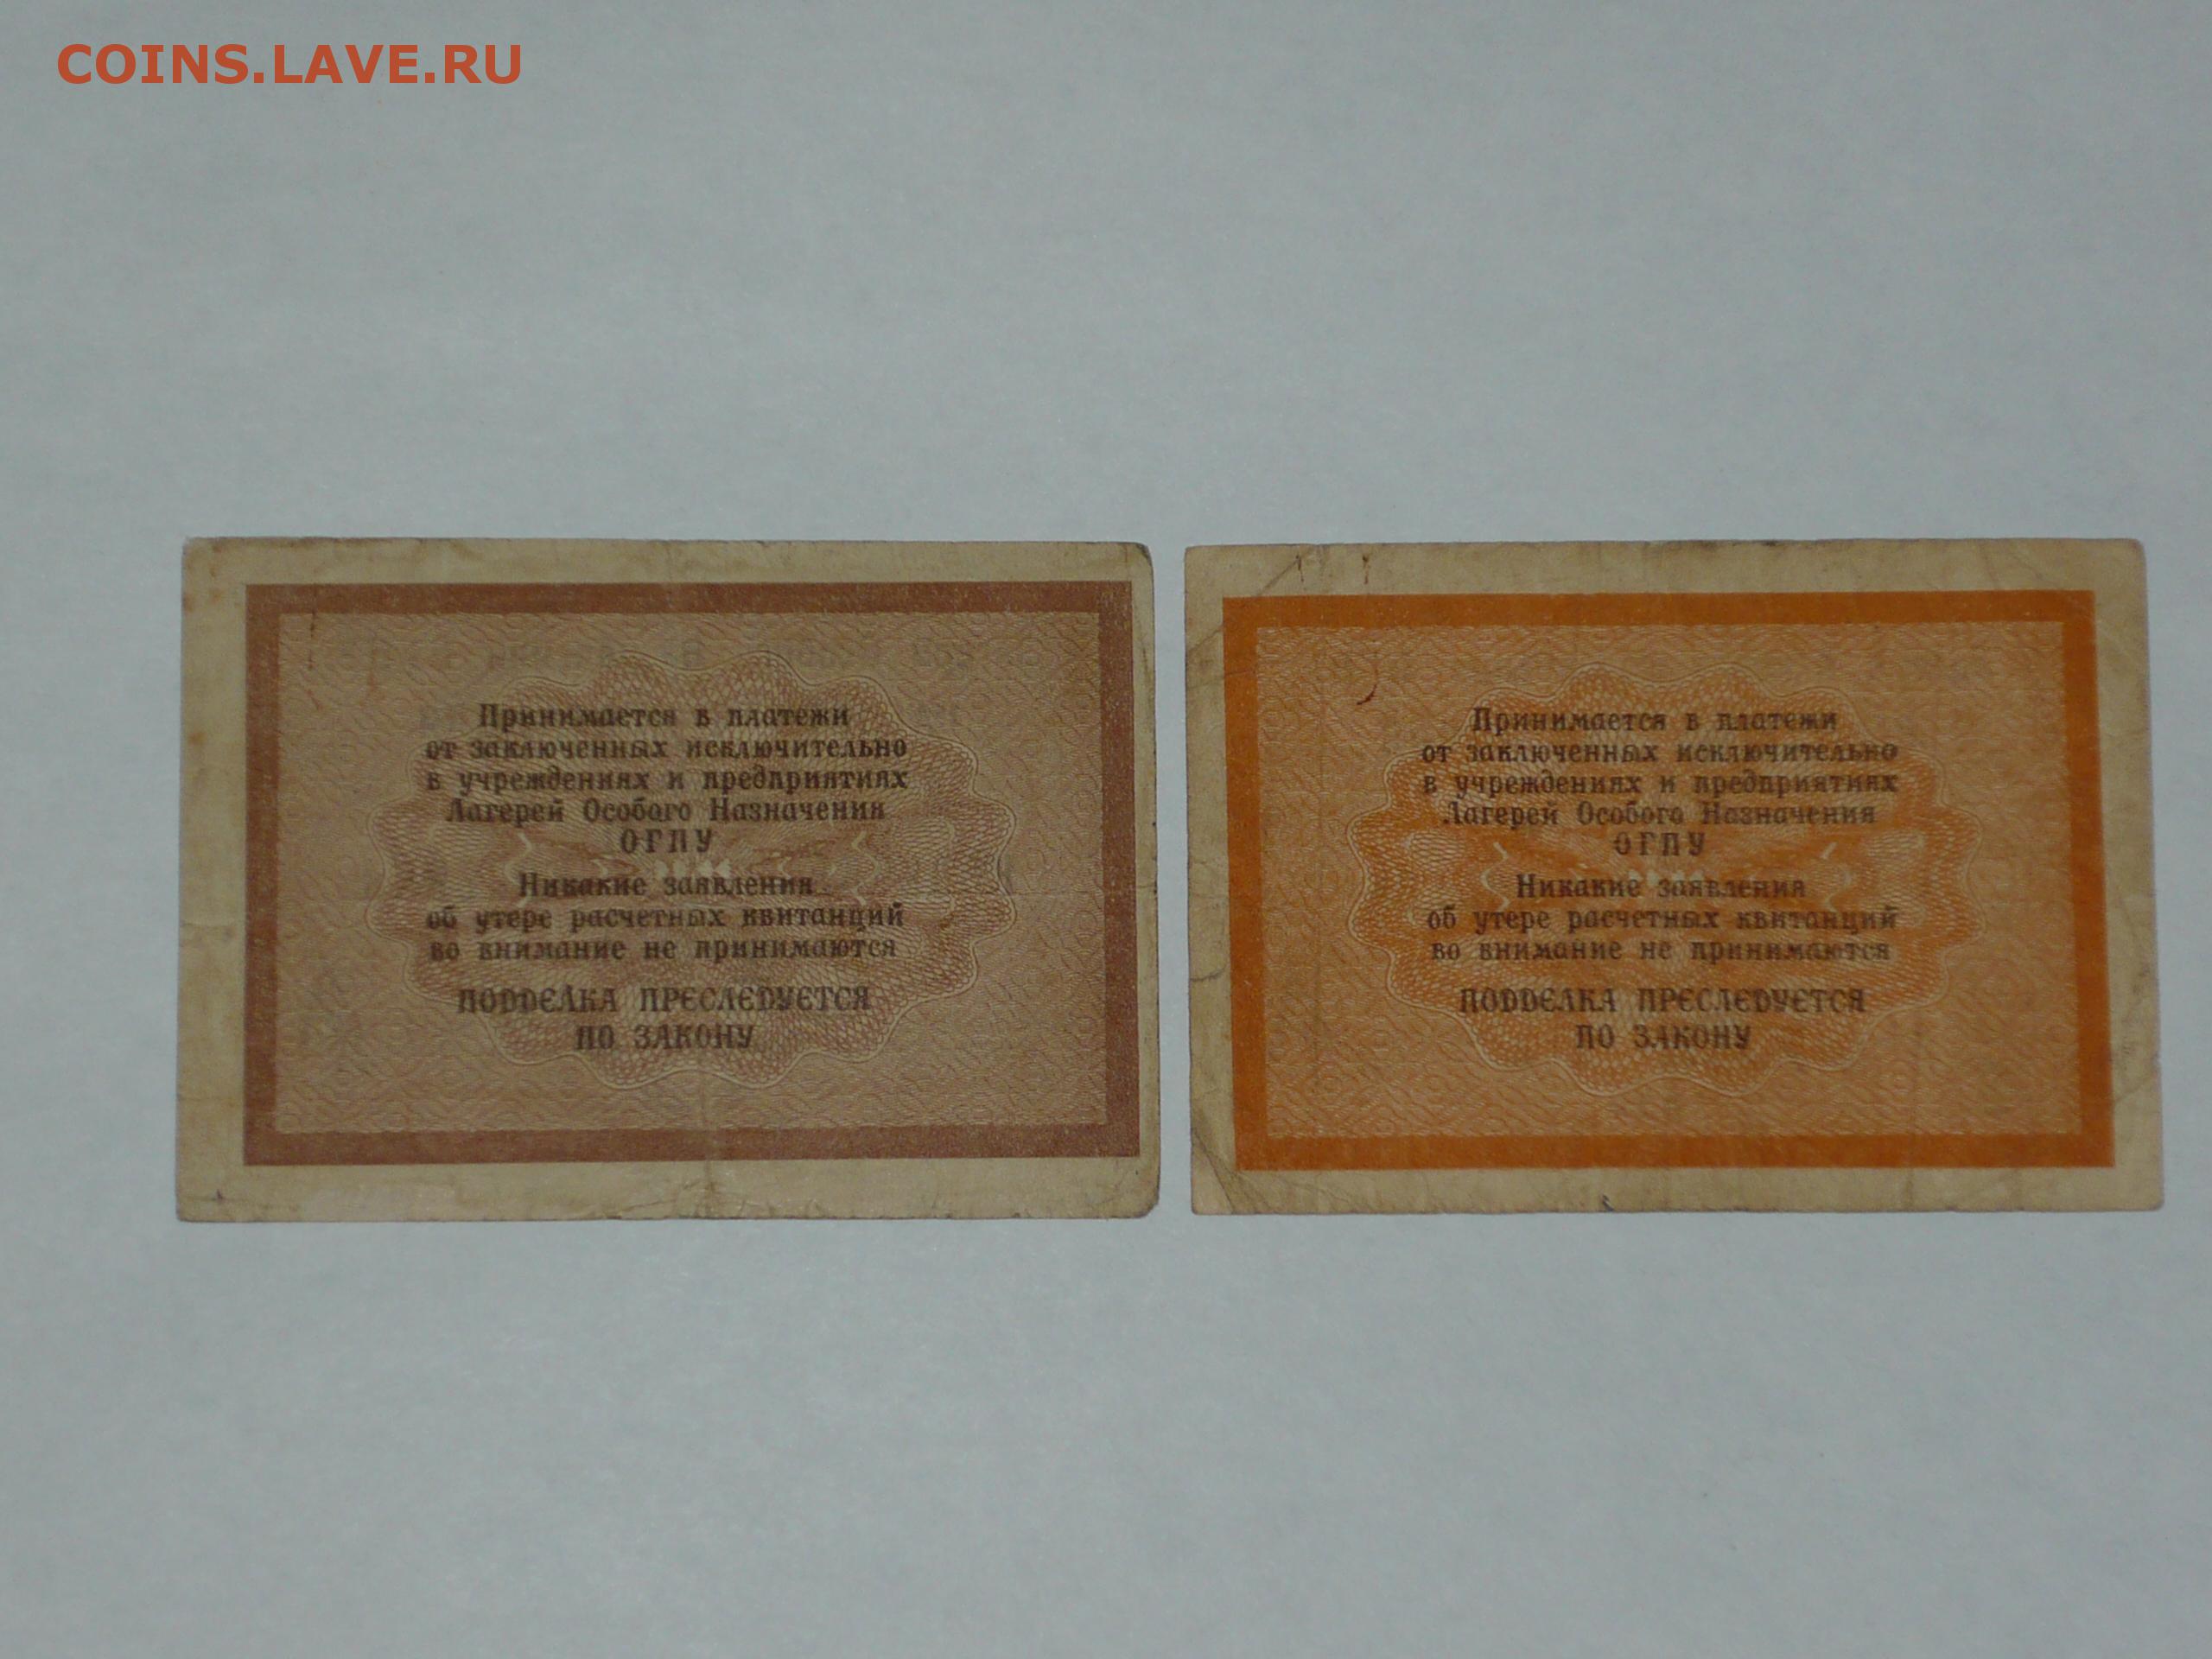 COINS.LAVE.RU
Принимается в платежи
от заключенных исключительно
в учреждениях и предприятиях
Лагерей Особого Назначения
ОГПУ
Никакие заявления
об утере расчетных квитанций
во внимание не принимаются
ПОДДЕЛКА ПРЕСЛЕДУЕТСЯ
ПО ЗАКОНУ
Принимается в платежи
от заключенных исключительно
в учреждениях и предприятиях
Лагерей Особого Назначения
ОГПУ
Никакие заявления
об утере расчетных квитанций
во внимание не принимаются
ПОДДЕЛКА ПРЕСЛЕДУЕТСЯ
ПО ЗАКОНУ